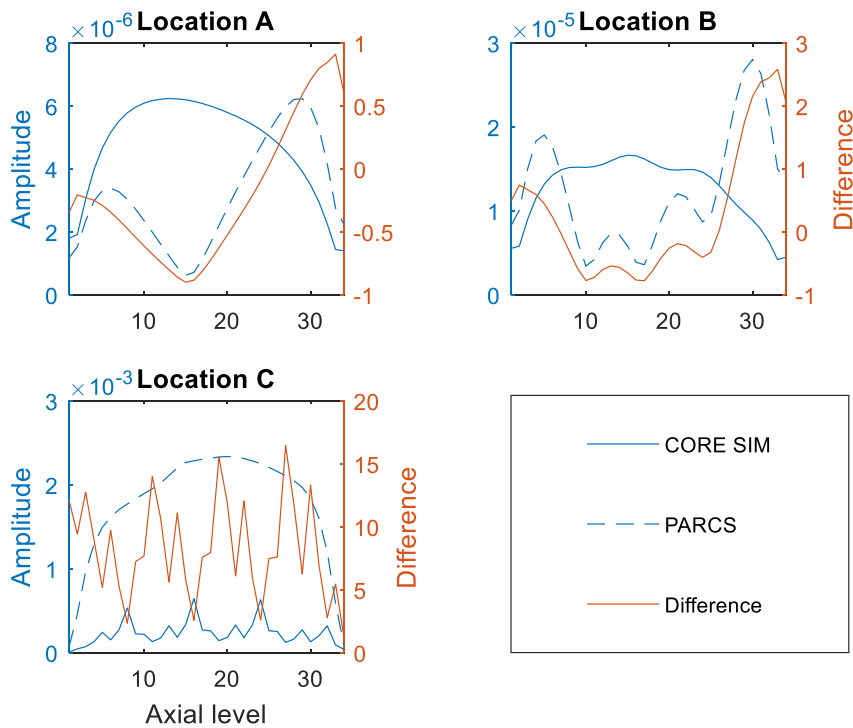 ×10-6 Location A
8
6
4
2
0
Amplitude
1
0.5
0
-0.5
-1
10 20 30
×10-5 Location B
3
2
1
0
3
2
1
0
-1
Difference
10 20 30
×10-3 Location C
3
2
1
0
Amplitude
20
15
10
5
0
Difference
10 20 30
Axial level
CORE SIM
PARCS
Difference